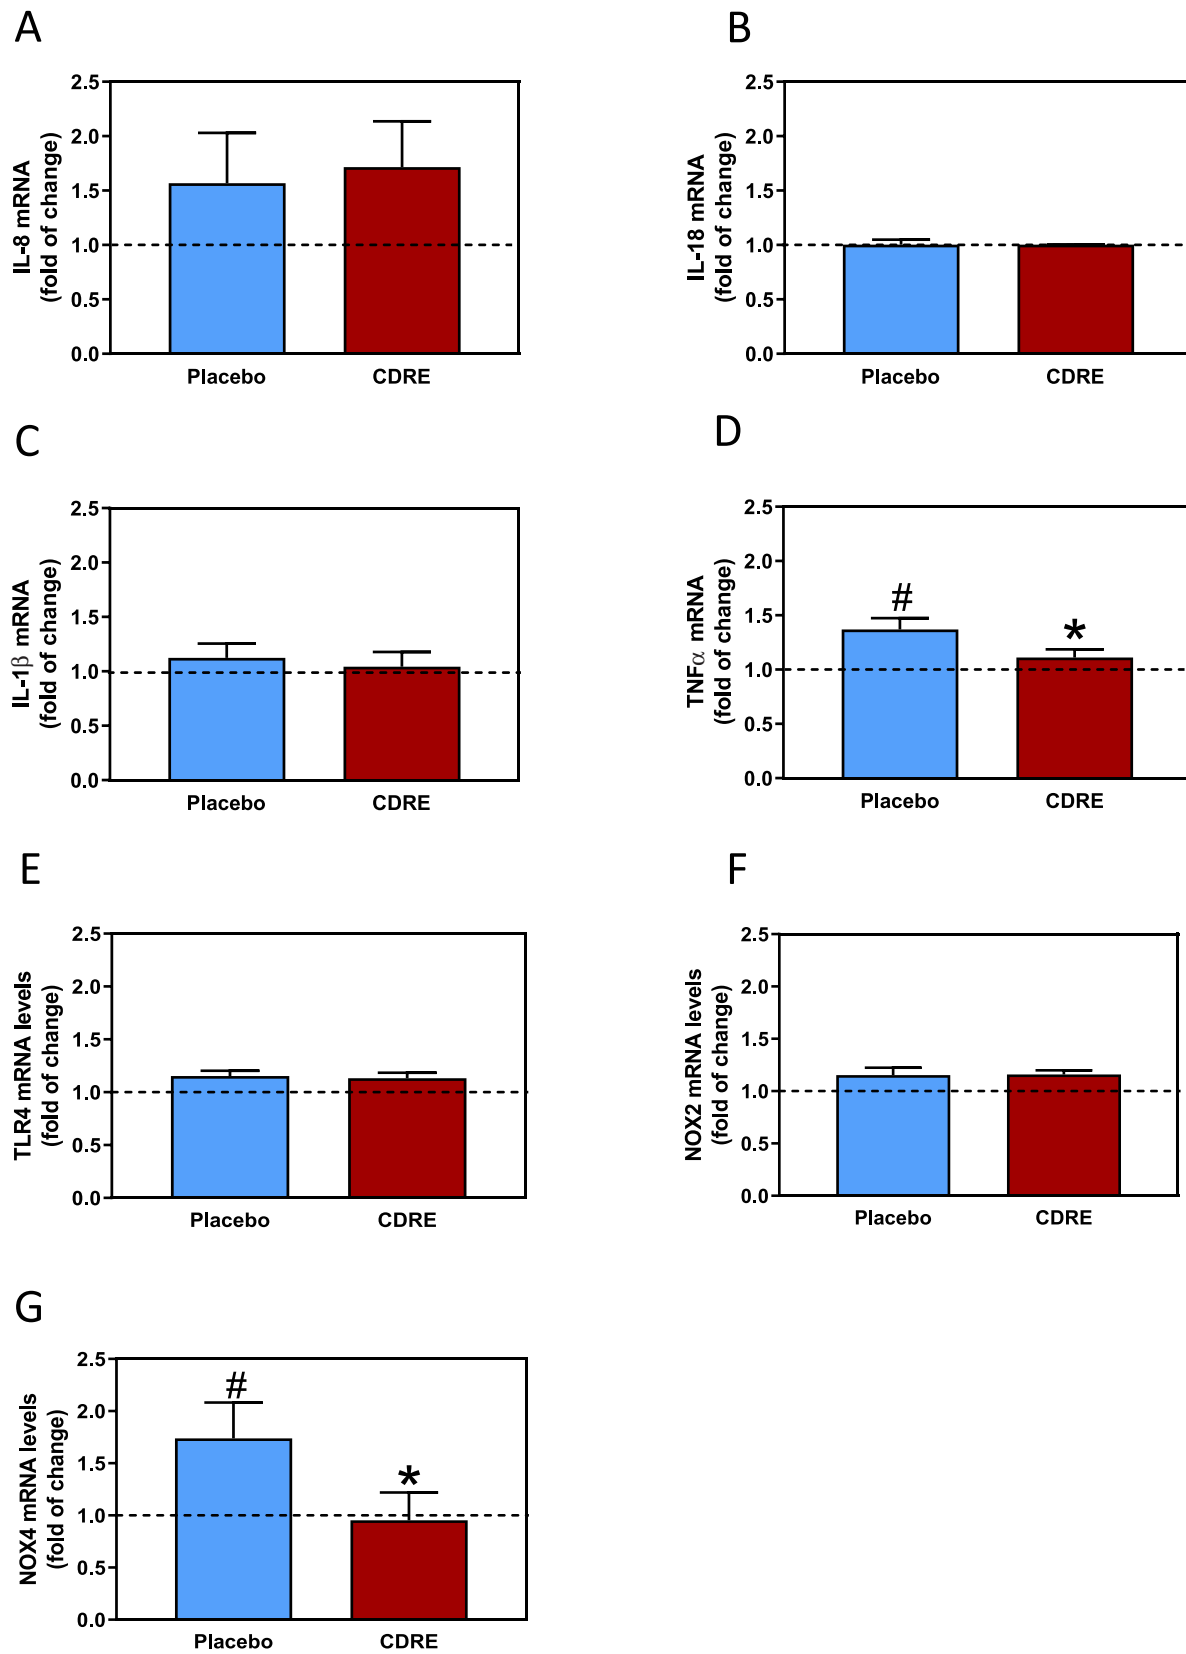 A
IL-8 mRNA
(fold of change)
2.5
2.0
1.5
1.0
0.5
0.0
Placebo CDRE
B
IL-18 mRNA
(fold of change)
2.5
2.0
1.5
1.0
0.5
0.0
Placebo CDRE
C
IL-1β mRNA
(fold of change)
2.5
2.0
1.5
1.0
0.5
0.0
Placebo CDRE
D
TNFα mRNA
(fold of change)
2.5
2.0
1.5
1.0
0.5
0.0
#
*
Placebo CDRE
E
TLR4 mRNA levels
(fold of change)
2.5
2.0
1.5
1.0
0.5
0.0
Placebo CDRE
F
NOX2 mRNA levels
(fold of change)
2.5
2.0
1.5
1.0
0.5
0.0
Placebo CDRE
G
NOX4 mRNA levels
(fold of change)
2.5
2.0
1.5
1.0
0.5
0.0
#
*
Placebo CDRE